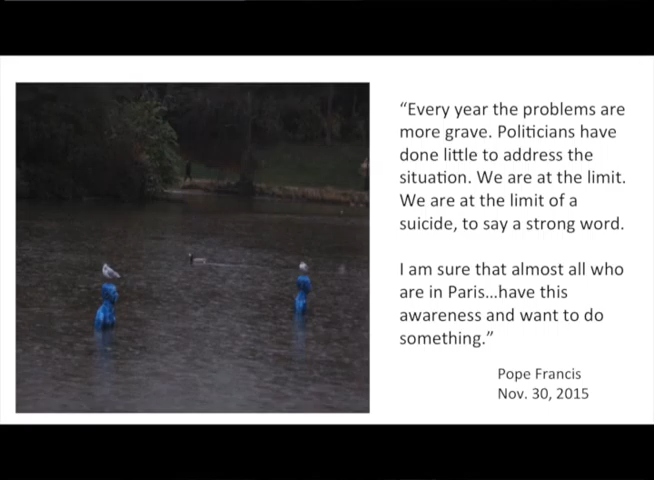 “Every year the problems are
more grave. Politicians have
done little to address the
situation. We are at the limit.
We are at the limit of a
suicide, to say a strong word.
I am sure that almost all who
are in Paris…have this
awareness and want to do
something.”
Pope Francis
Nov. 30, 2015